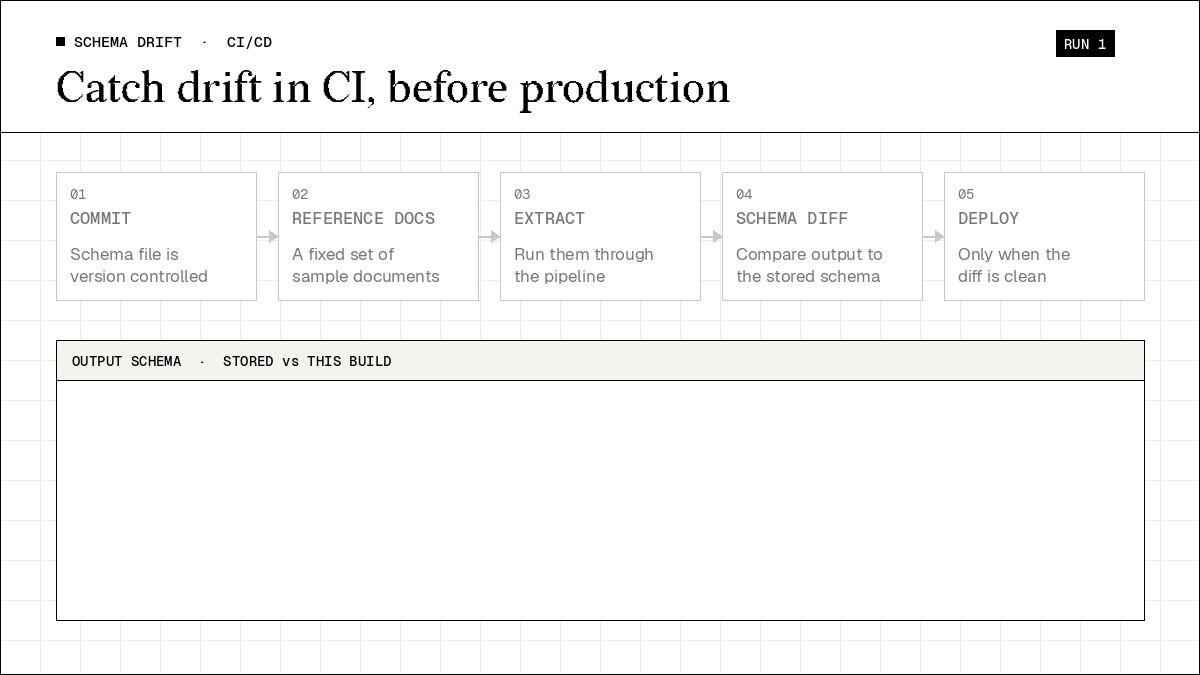 SCHEMA DRIFT · CI/CD
RUN 1
Catch drift in CI, before production
01
COMMIT
Schema file is
version controlled
02
REFERENCE DOCS
A fixed set of
sample documents
03
EXTRACT
Run them through
the pipeline
04
SCHEMA DIFF
Compare output to
the stored schema
05
DEPLOY
Only when the
diff is clean
OUTPUT SCHEMA · STORED vs THIS BUILD